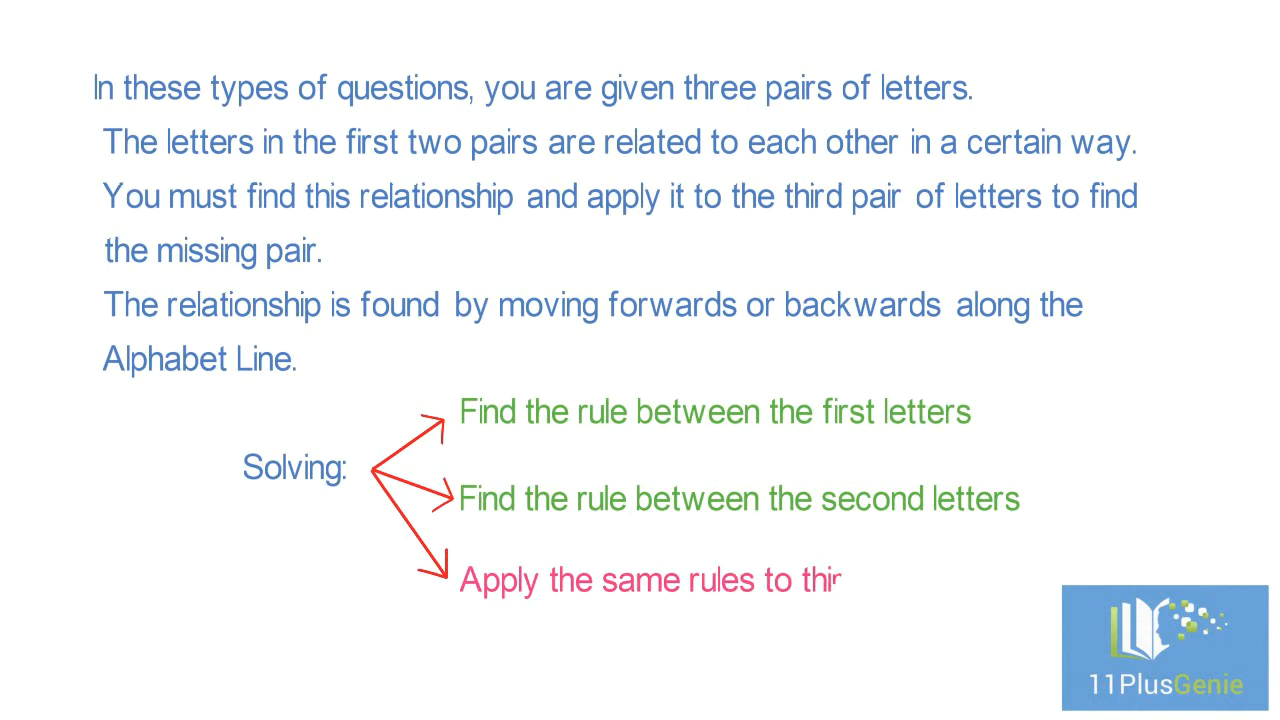 In these types of questions, you are given three pairs of letters.
The letters in the first two pairs are related to each other in a certain way.
You must find this relationship and apply it to the third pair of letters to find
the missing pair.
The relationship is found by moving forwards or backwards along the
Alphabet Line.
Find the rule between the first letters
Solving:
Find the rule between the second letters
Apply the same rules to thir
11PlusGenie